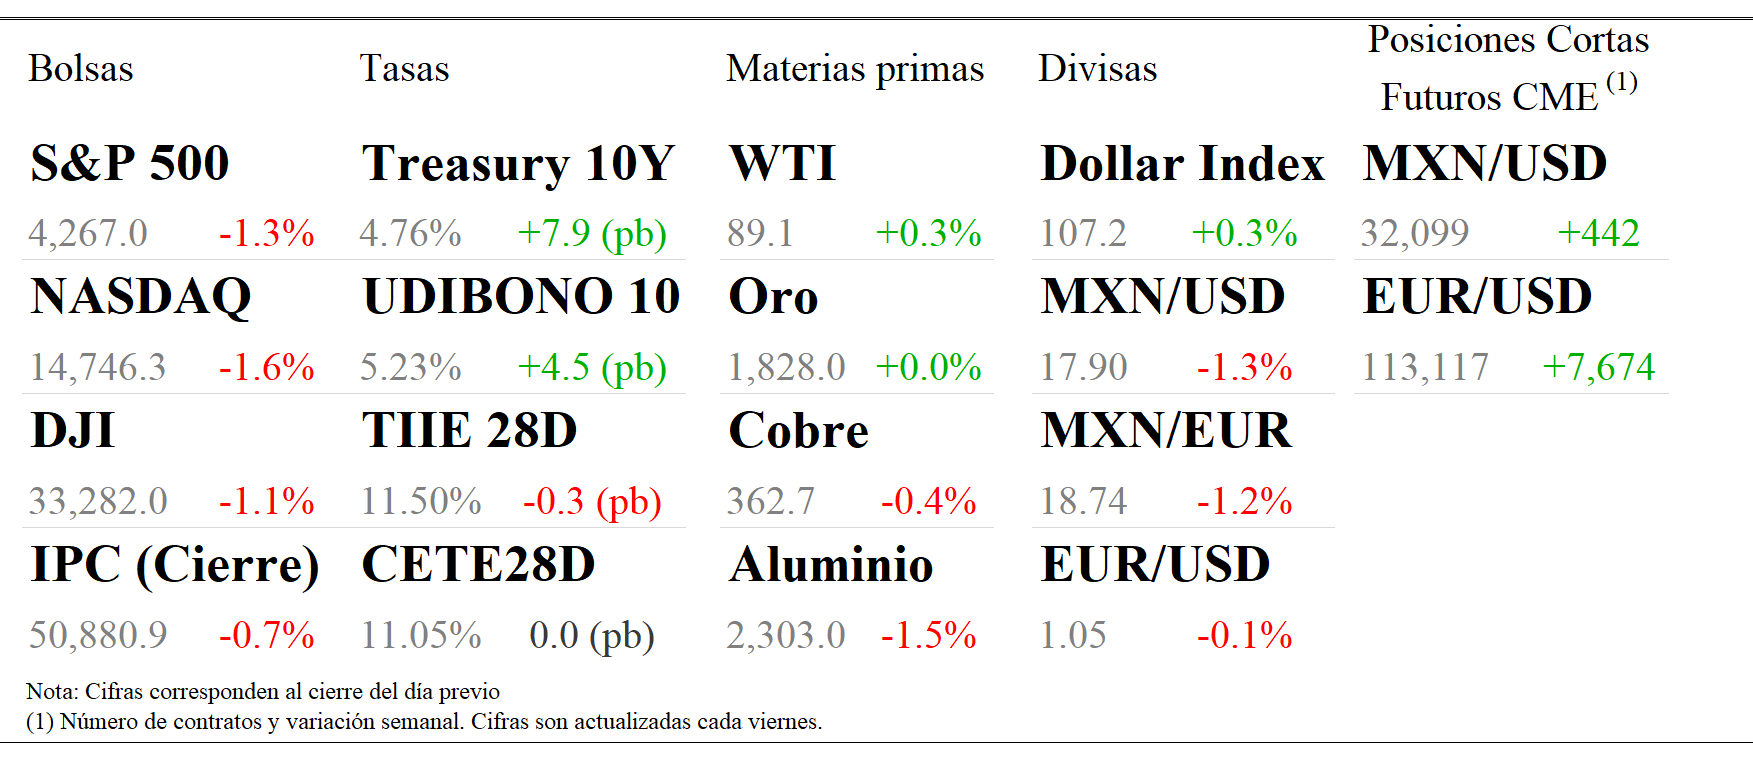 Bolsas Tasas Materias primas Divisas Posiciones Cortas
Futuros CME (1)
S&P 500 Treasury 10Y WTI Dollar Index MXN/USD
4,267.0 -1.3% 4.76% +7.9 (pb) 89.1 +0.3% 107.2 +0.3% 32,099 +442
NASDAQ UDIBONO 10 Oro MXN/USD EUR/USD
14,746.3 -1.6% 5.23% +4.5 (pb) 1,828.0 +0.0% 17.90 -1.3% 113,117 +7,674
DJI TIIE 28D Cobre MXN/EUR
33,282.0 -1.1% 11.50% -0.3 (pb) 362.7 -0.4% 18.74 -1.2%
IPC (Cierre) CETE28D Aluminio EUR/USD
50,880.9 -0.7% 11.05% 0.0 (pb) 2,303.0 -1.5% 1.05 -0.1%
Nota: Cifras corresponden al cierre del día previo
(1) Número de contratos y variación semanal. Cifras son actualizadas cada viernes.